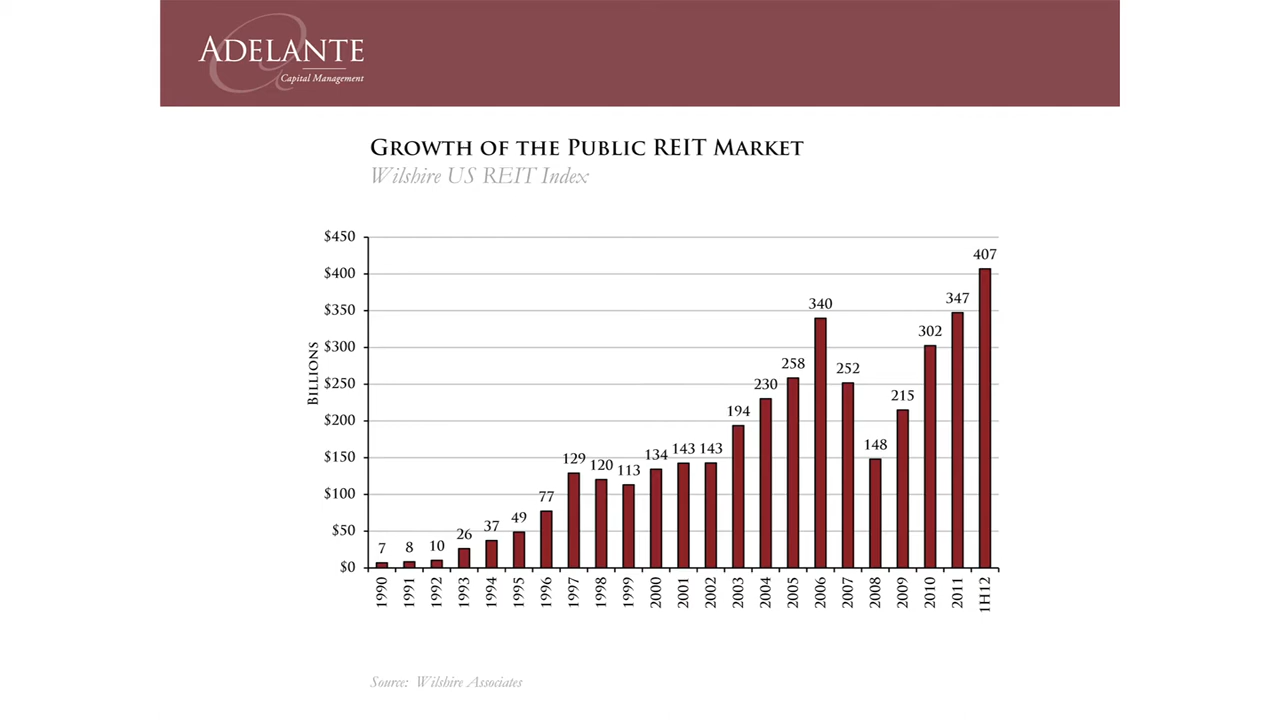 ADELANTE
Capital Management
GROWTH OF THE PUBLIC REIT MARKET
Wilshire US REIT Index
BILLIONS
$450
$400
$350
$300
$250
$200
$150
$100
$50
$0
7 8 10 26 37 49 77 129 120 113 134 143 143 194 230 258 340 252 148 215 302 347 407
1990 1991 1992 1993 1994 1995 1996 1997 1998 1999 2000 2001 2002 2003 2004 2005 2006 2007 2008 2009 2010 2011 1H12
Source: Wilshire Associates